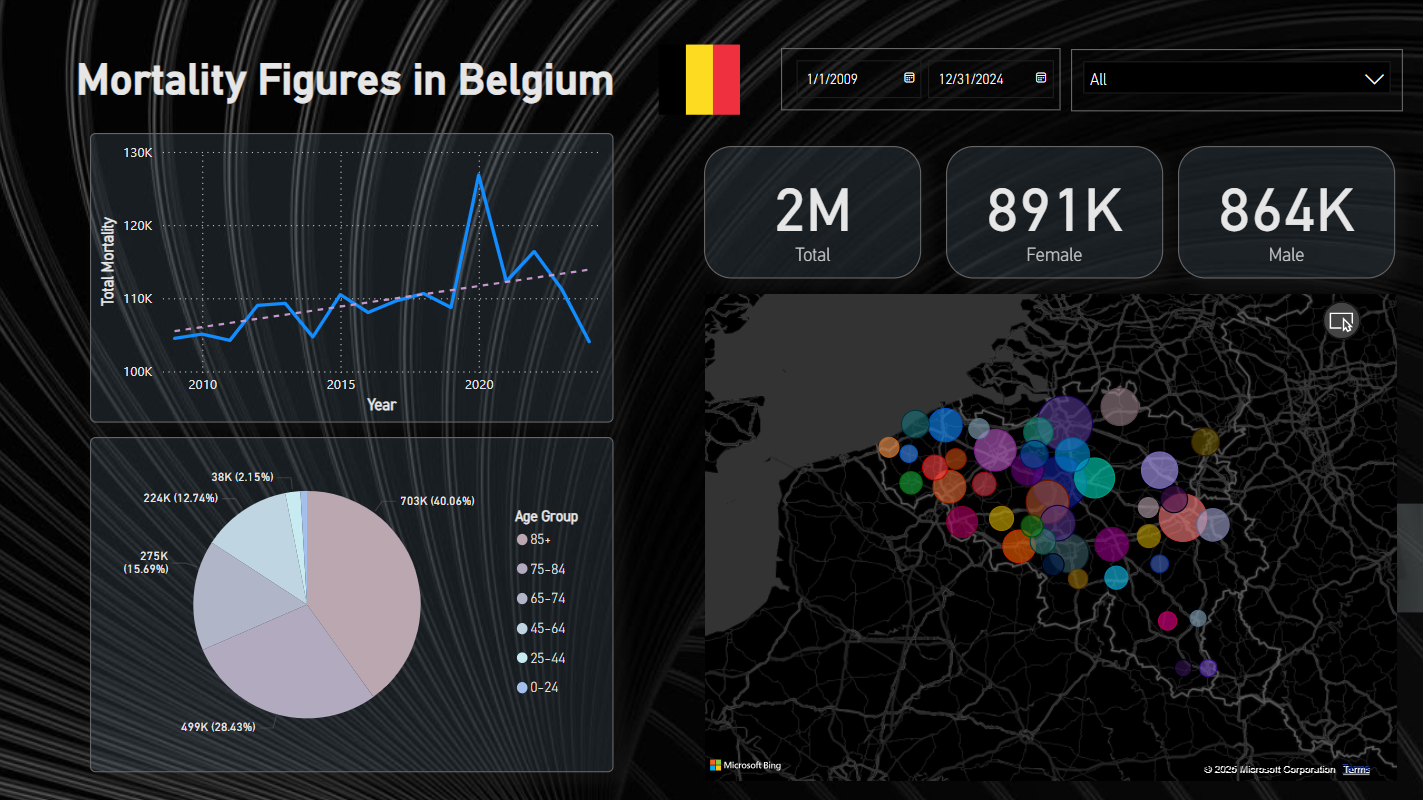 Mortality Figures in Belgium
1/1/2009
12/31/2024
All
130K
120K
110K
100K
Total Mortality
2010
2015
2020
Year
2M
Total
891K
Female
864K
Male
38K (2.15%)
224K (12.74%)
275K
(15.69%)
703K (40.06%)
499K (28.43%)
Age Group
85+
75-84
65-74
45-64
25-44
0-24
Microsoft Bing
© 2025 Microsoft Corporation Terms